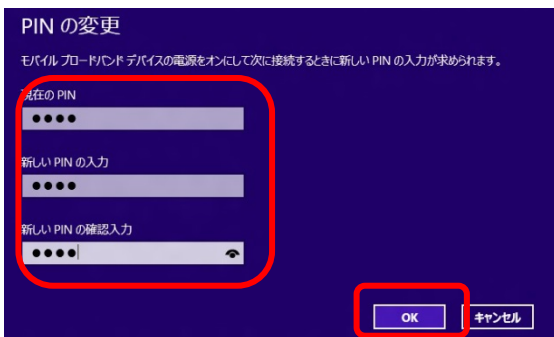 PIN の変更
モバイル ブロードバンド デバイスの電源をオンにして次に接続するときに新しい PIN の入力が求められます。
現在の PIN
●●●●
新しい PIN の入力
●●●●
新しい PIN の確認入力
●●●●
OK キャンセル